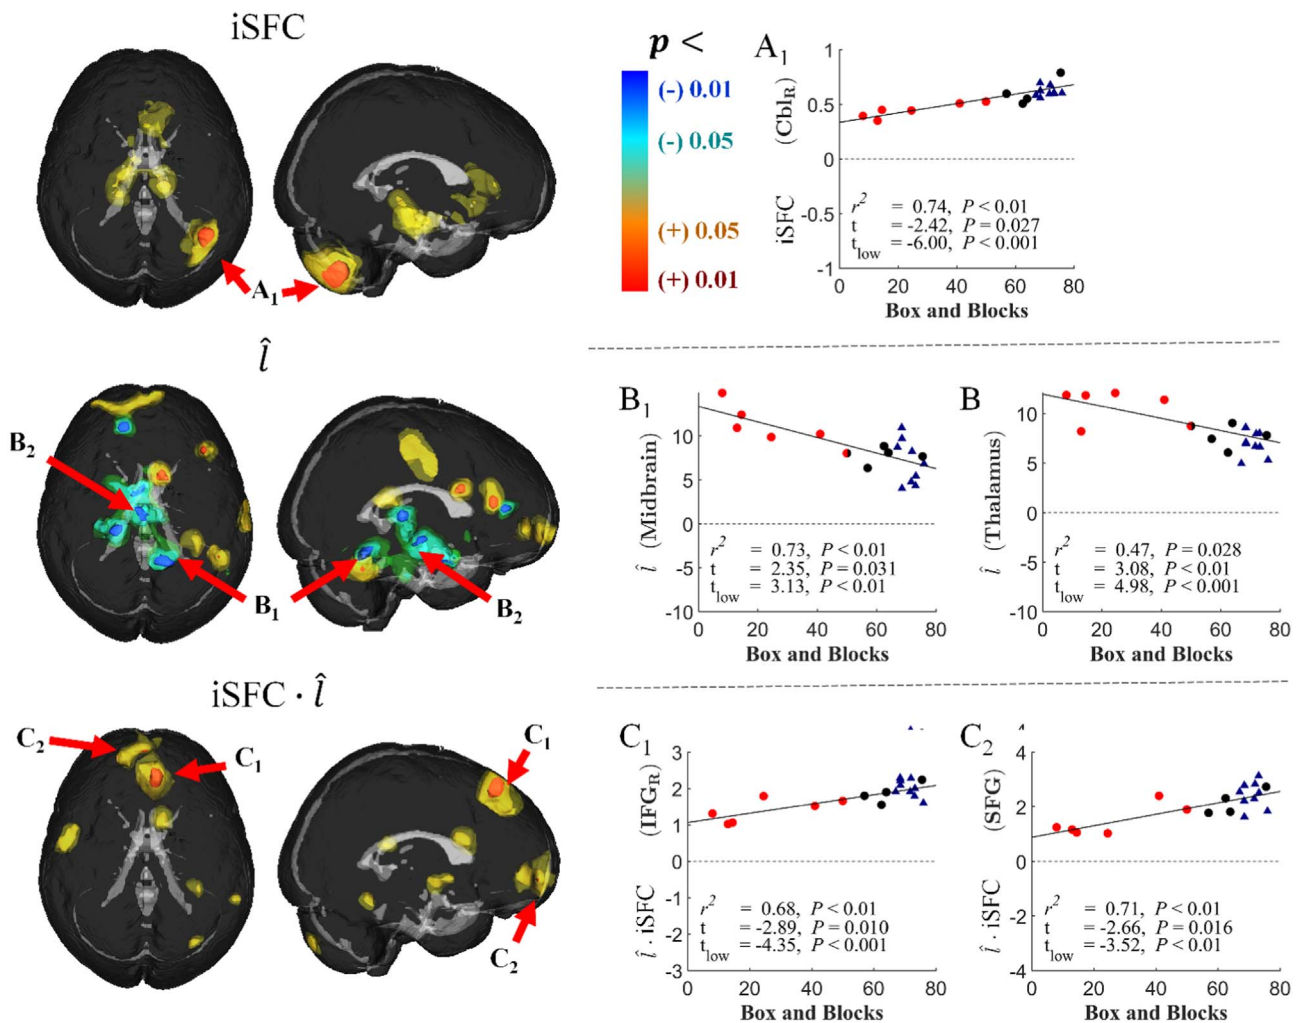 iSFC
A1
p <
(-) 0.01
(-) 0.05
(+) 0.05
(+) 0.01
A1
iSFC (CblR)
1
0.5
0
-0.5
-1
r² = 0.74, P < 0.01
t = -2.42, P = 0.027
tlow = -6.00, P < 0.001
0 20 40 60 80
Box and Blocks
l̂
B2
B1
B2
B1
l̂ (Midbrain)
10
5
0
-5
-10
r² = 0.73, P < 0.01
t = 2.35, P = 0.031
tlow = 3.13, P < 0.01
0 20 40 60 80
Box and Blocks
B
l̂ (Thalamus)
10
5
0
-5
-10
r² = 0.47, P = 0.028
t = 3.08, P < 0.01
tlow = 4.98, P < 0.001
0 20 40 60 80
Box and Blocks
iSFC · l̂
C2
C1
C1
C2
C1
l̂ · iSFC (IFGR)
3
2
1
0
-1
-2
-3
r² = 0.68, P < 0.01
t = -2.89, P = 0.010
tlow = -4.35, P < 0.001
0 20 40 60 80
Box and Blocks
C2
l̂ · iSFC (SFG)
4
2
0
-2
-4
r² = 0.71, P < 0.01
t = -2.66, P = 0.016
tlow = -3.52, P < 0.01
0 20 40 60 80
Box and Blocks